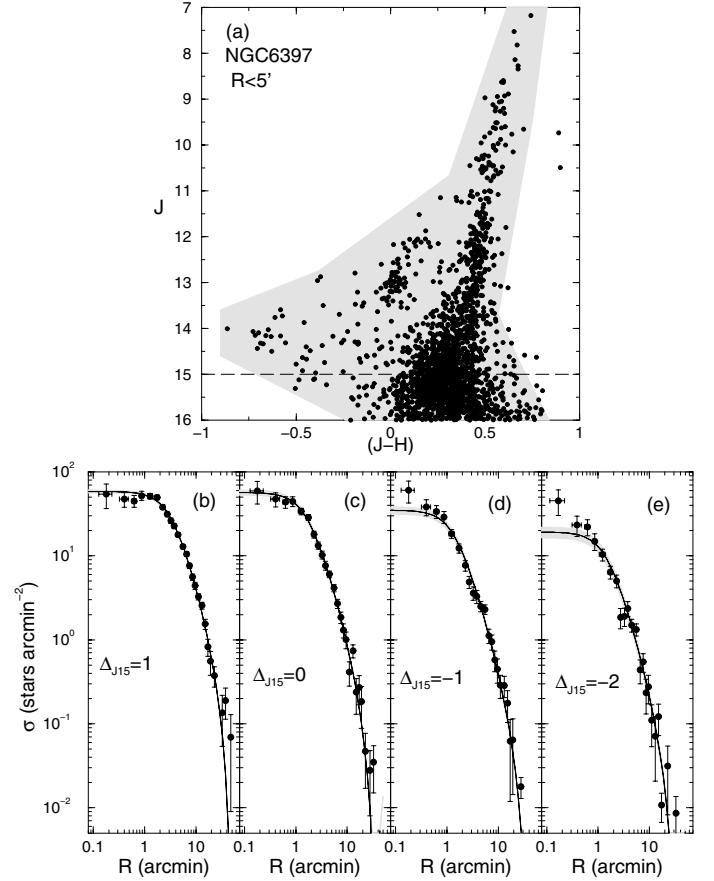 (a)
NGC6397
R<5'
7
8
9
10
11
12
13
14
15
16
J
−1
−0.5
0
0.5
1
(J−H)
10²
10¹
10⁰
10⁻¹
10⁻²
σ (stars arcmin⁻²)
(b)
(c)
(d)
(e)
Δ_J15=1
Δ_J15=0
Δ_J15=−1
Δ_J15=−2
0.1 1 10
0.1 1 10
0.1 1 10
0.1 1 10
R (arcmin)
R (arcmin)
R (arcmin)
R (arcmin)